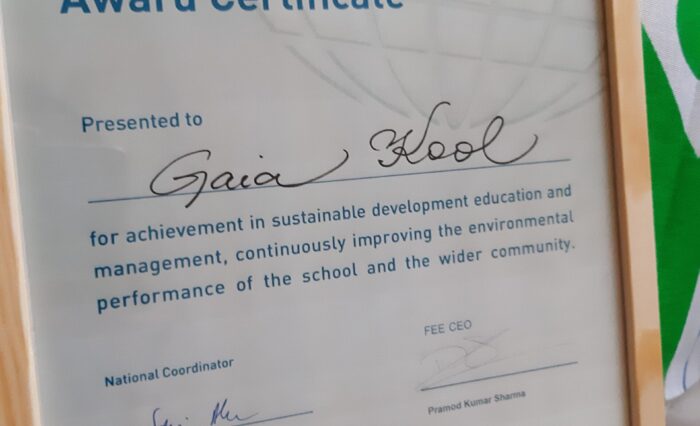 Award Certificate
Presented to
Gaia Kool
for achievement in sustainable development education and
management, continuously improving the environmental
performance of the school and the wider community.
FEE CEO
National Coordinator
Pramod Kumar Sharma